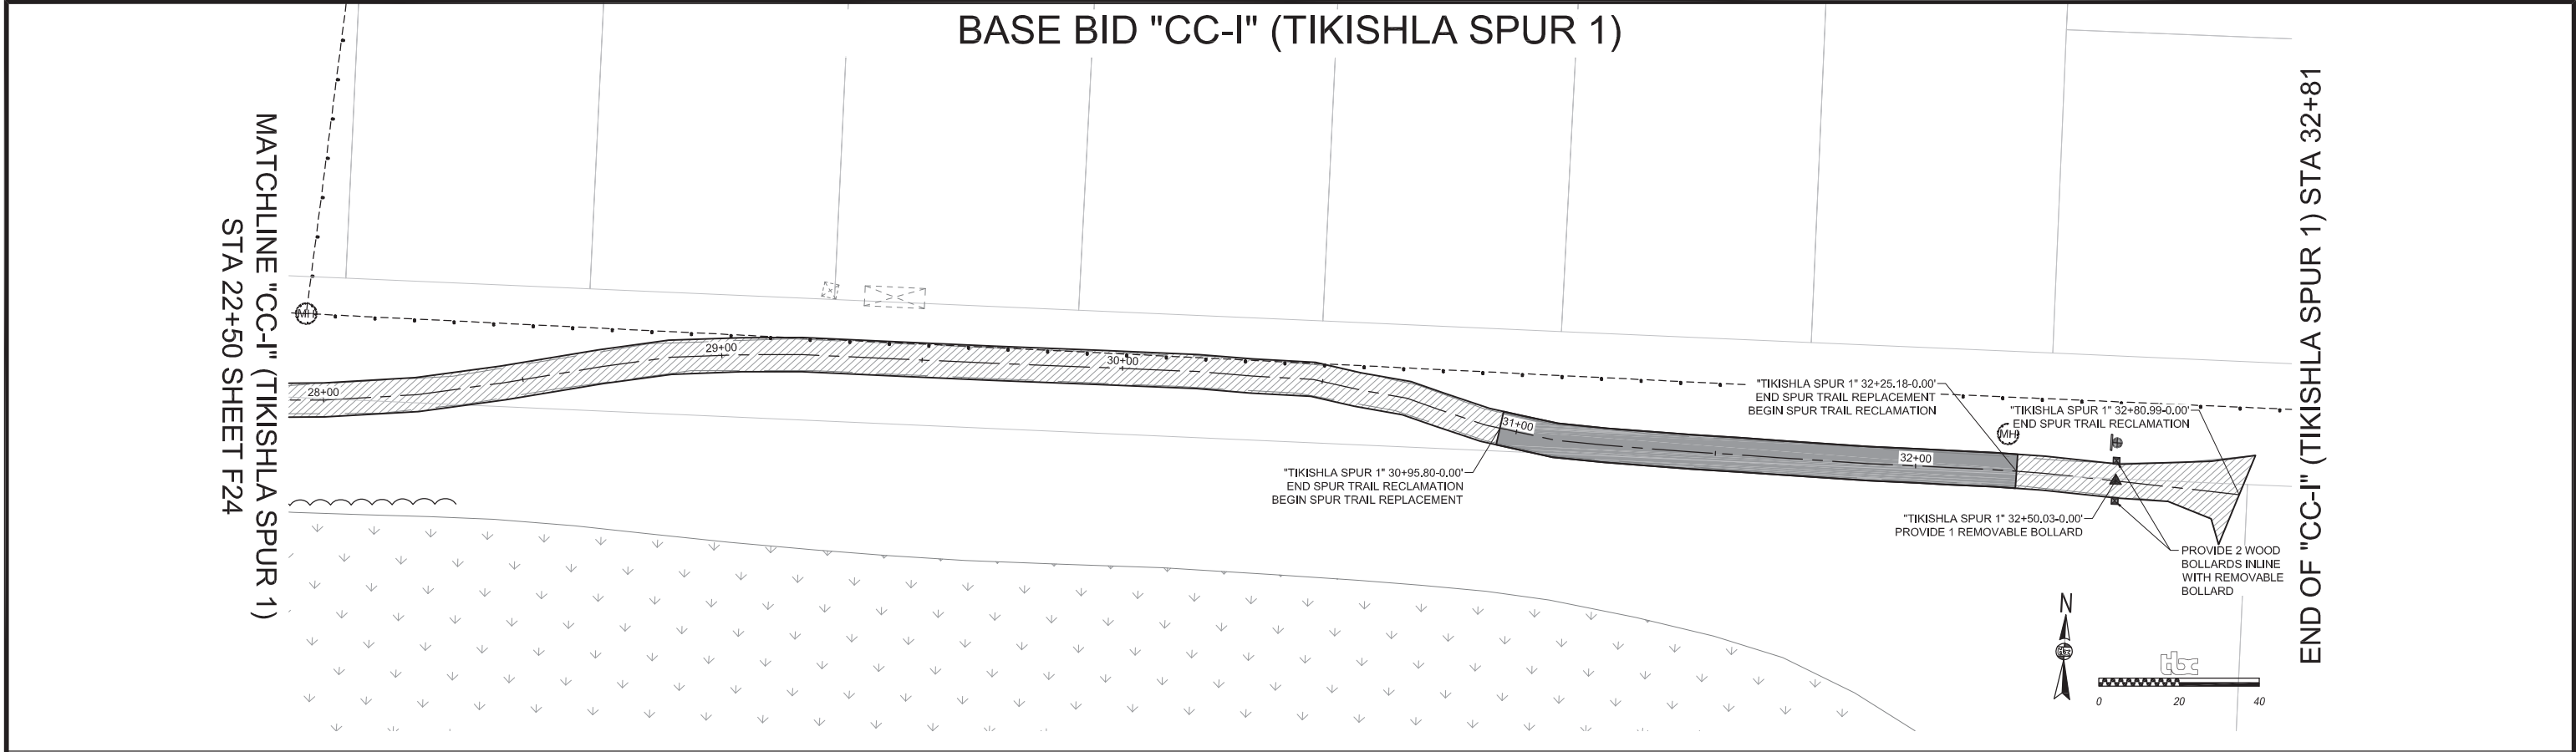 BASE BID "CC-I" (TIKISHLA SPUR 1)
MATCHLINE "CC-I" (TIKISHLA SPUR 1)
STA 22+50 SHEET F24
END OF "CC-I" (TIKISHLA SPUR 1) STA 32+81
MH
28+00
29+00
30+00
31+00
32+00
"TIKISHLA SPUR 1" 30+95.80-0.00'
END SPUR TRAIL RECLAMATION
BEGIN SPUR TRAIL REPLACEMENT
"TIKISHLA SPUR 1" 32+25.18-0.00'
END SPUR TRAIL REPLACEMENT
BEGIN SPUR TRAIL RECLAMATION
MH
"TIKISHLA SPUR 1" 32+80.99-0.00'
END SPUR TRAIL RECLAMATION
"TIKISHLA SPUR 1" 32+50.03-0.00'
PROVIDE 1 REMOVABLE BOLLARD
PROVIDE 2 WOOD
BOLLARDS INLINE
WITH REMOVABLE
BOLLARD
N
tbc
0 20 40